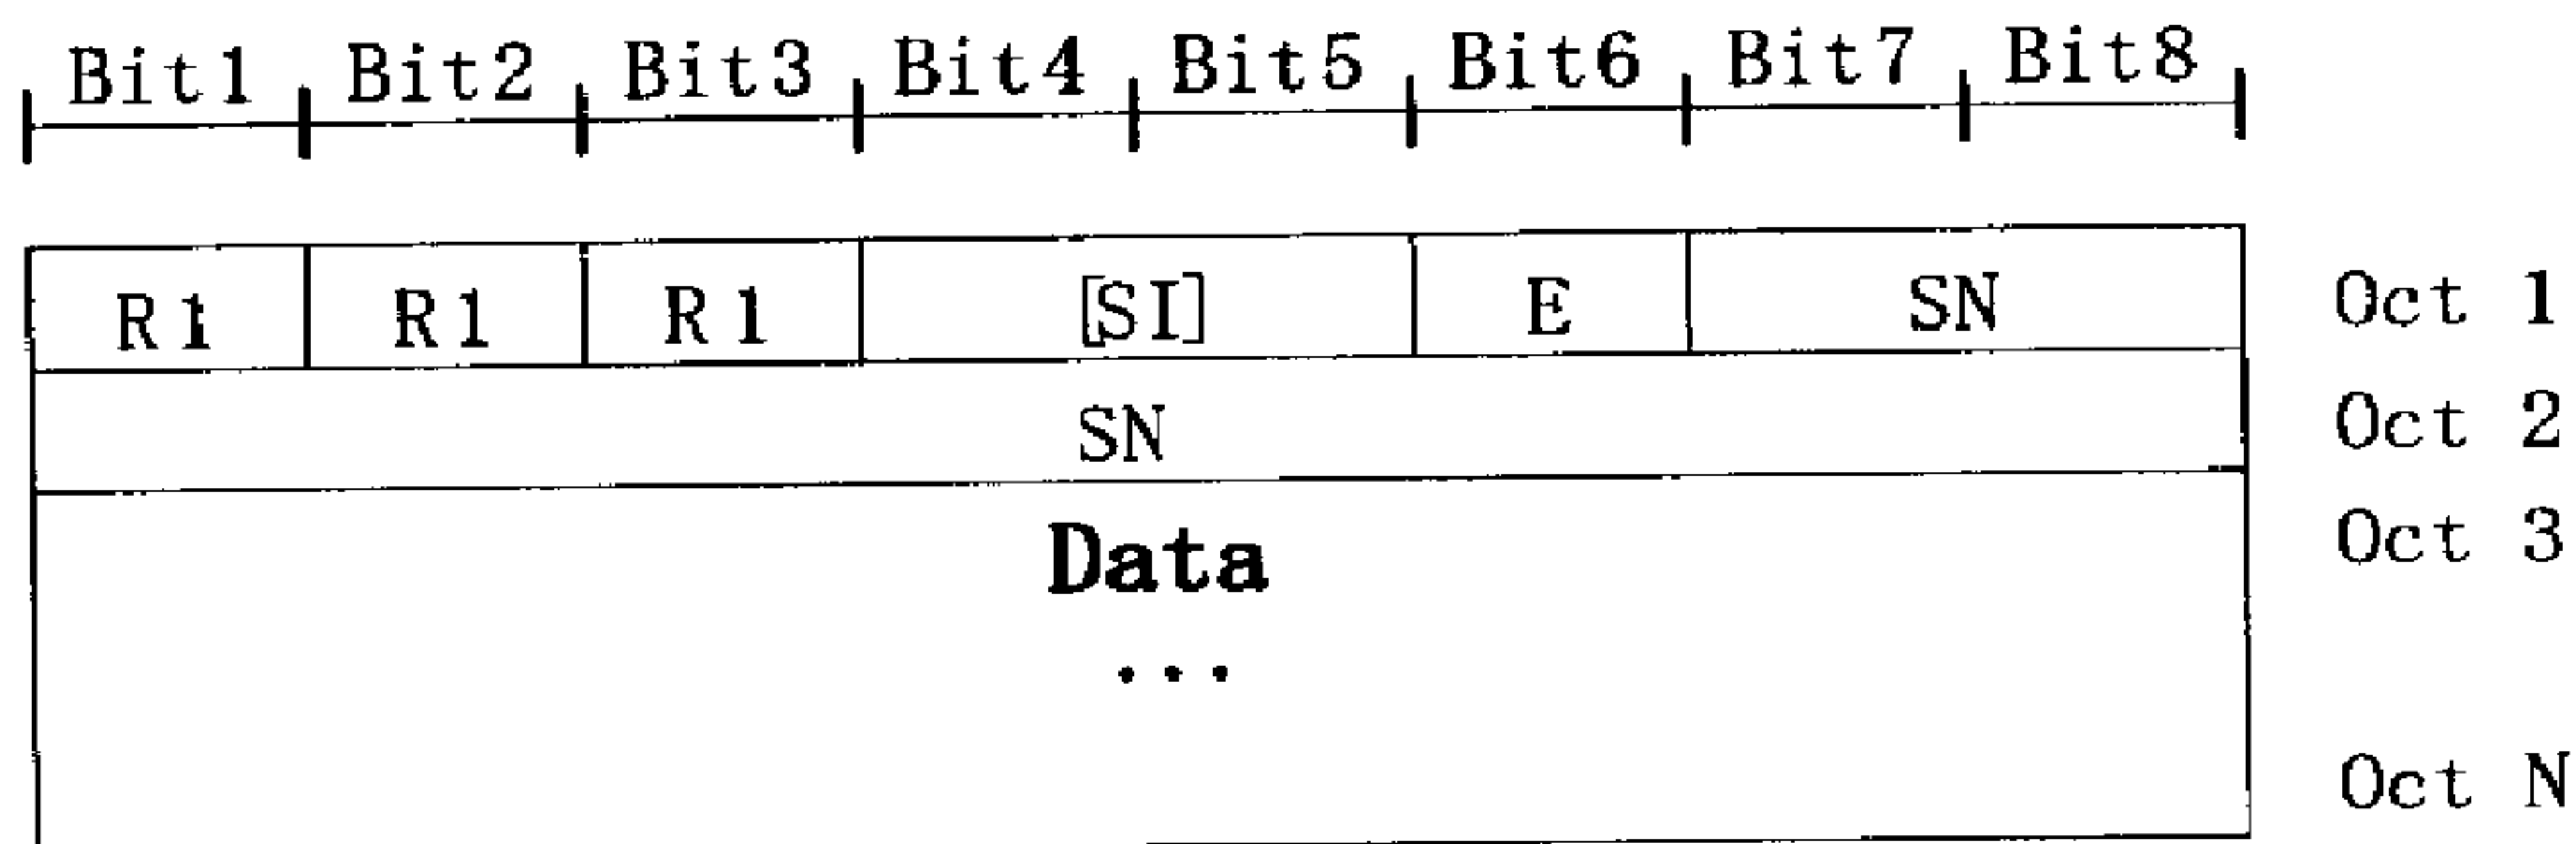 Bit1 Bit2 Bit3 Bit4 Bit5 Bit6 Bit7 Bit8
R1 R1 R1 [SI] E SN Oct 1
SN Oct 2
Data Oct 3
...
Oct N